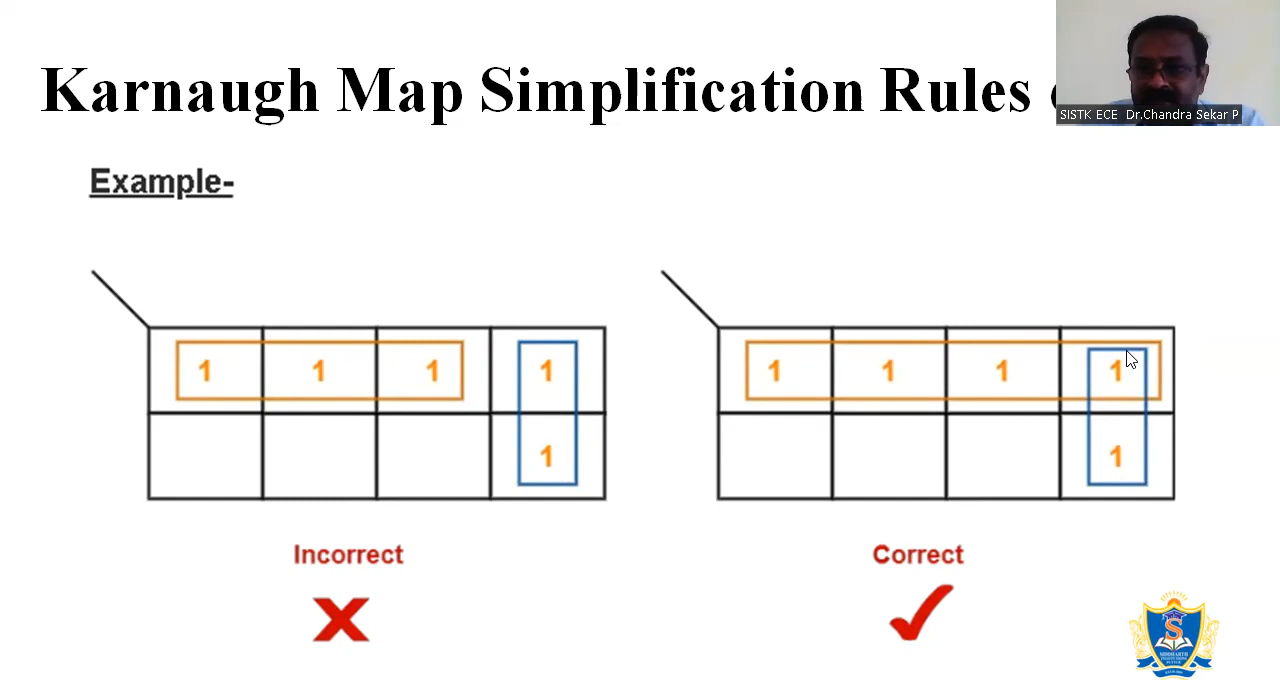 Karnaugh Map Simplification Rules
SISTK ECE Dr.Chandra Sekar P
Example-
1 1 1 1
1
1 1 1 1
1
Incorrect
Correct
S